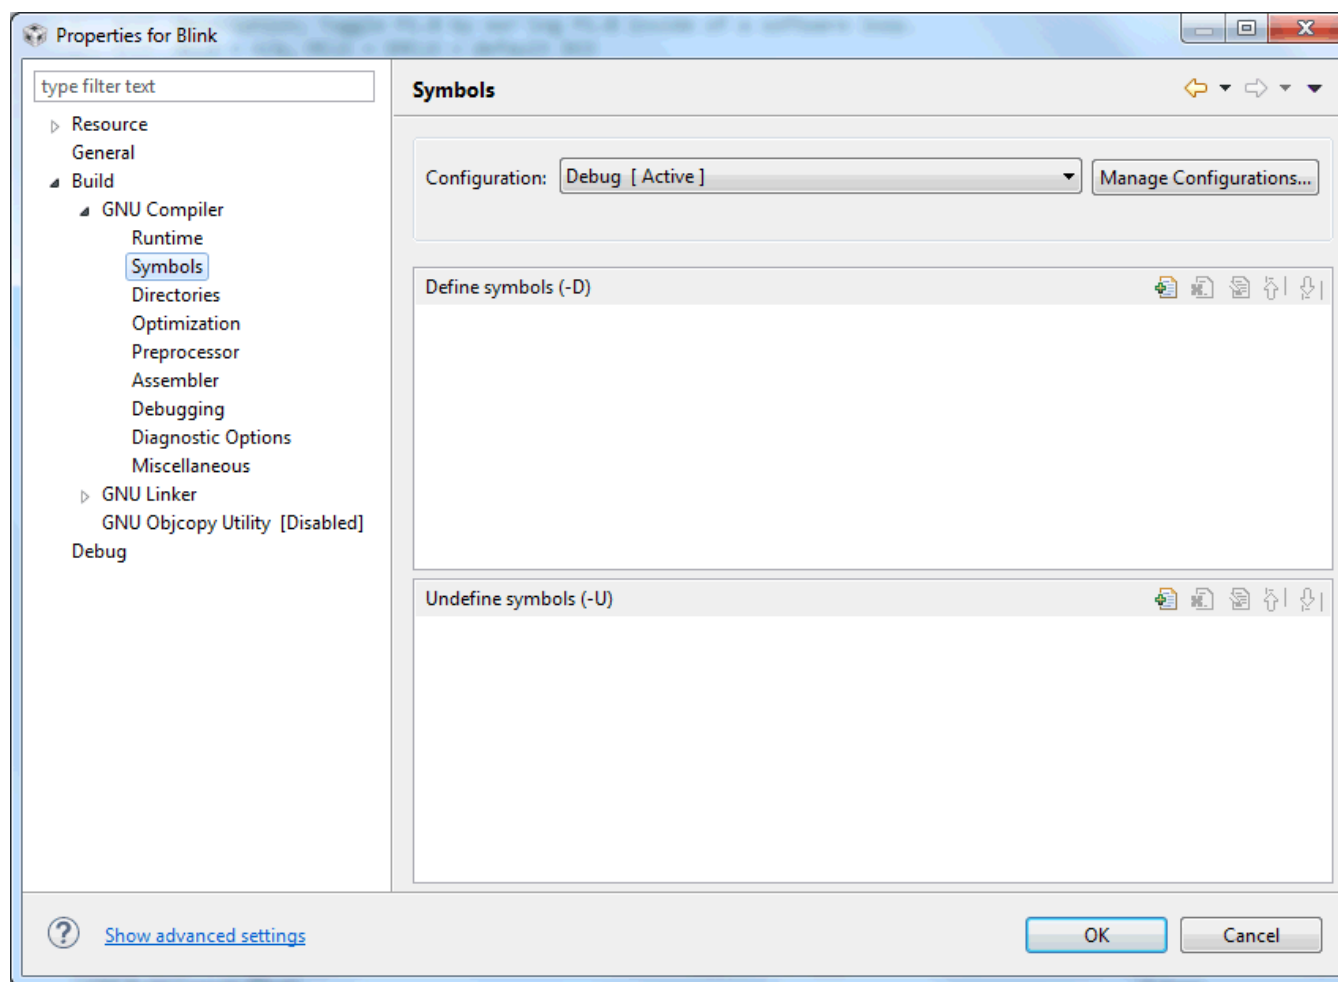 Properties for Blink
type filter text
Resource
General
Build
GNU Compiler
Runtime
Symbols
Directories
Optimization
Preprocessor
Assembler
Debugging
Diagnostic Options
Miscellaneous
GNU Linker
GNU Objcopy Utility [Disabled]
Debug
Symbols
Configuration: Debug [ Active ] Manage Configurations...
Define symbols (-D)
Undefine symbols (-U)
Show advanced settings
OK Cancel